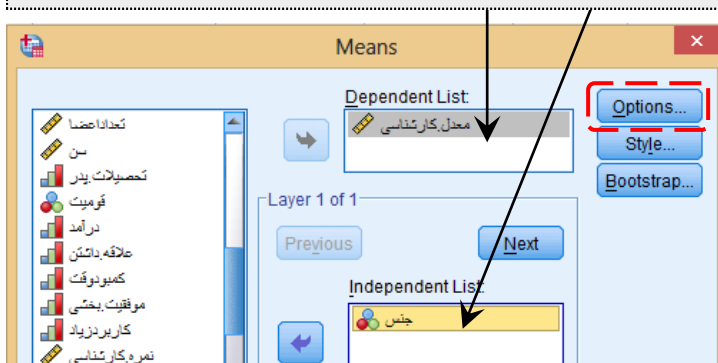 Means
Dependent List:
معدل.کارشناسی
Options...
Style...
Bootstrap...
تعداداعضا
سن
تحصیلات.پدر
قومیت
درآمد
علاقه.داشتن
کمبودوقت
موفقیت.بختی
کاربردزیاد
نمره.کارشناسی
Layer 1 of 1
Previous
Next
Independent List:
جنس